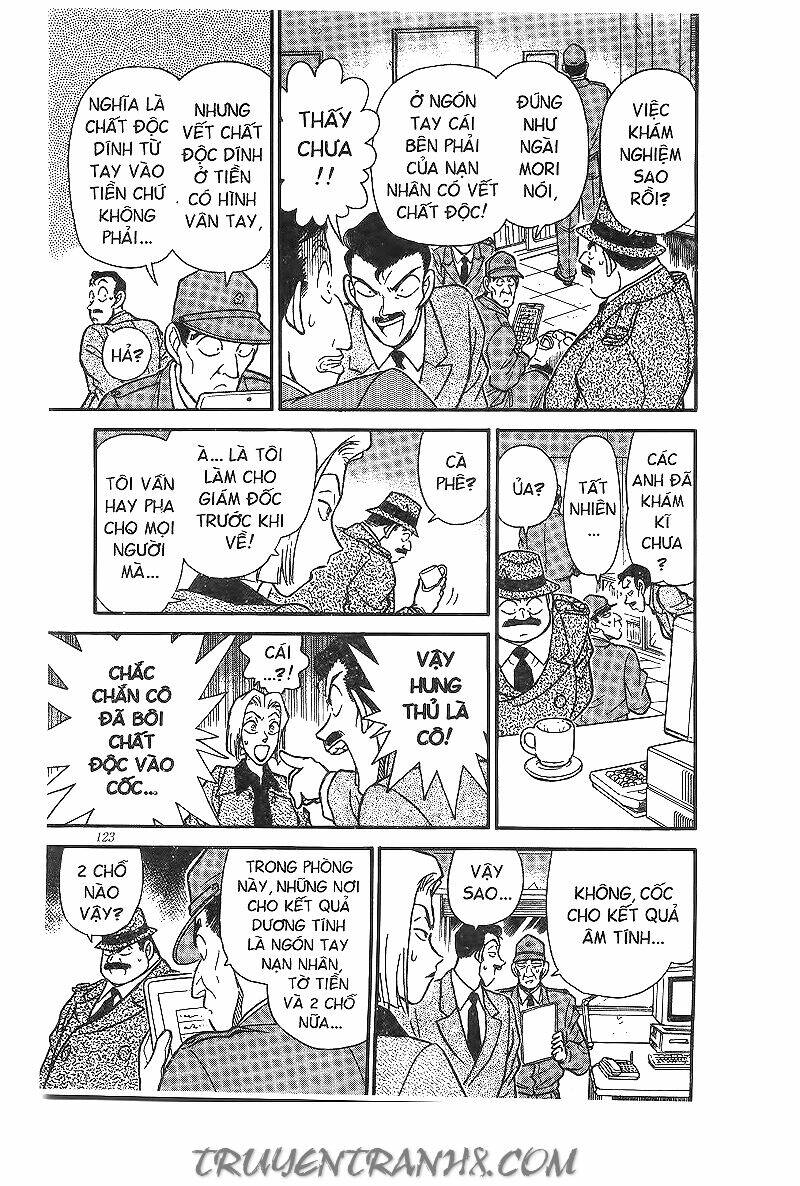 VIỆC
KHÁM
NGHIỆM
SAO
RỒI?
ĐÚNG
NHƯ
NGÀI
MORI
NÓI,
Ở NGÓN
TAY CÁI
BÊN PHẢI
CỦA NẠN
NHÂN CÓ VẾT
CHẤT ĐỘC!
THẤY
CHƯA
!!
NHƯNG
VẾT CHẤT
ĐỘC DÍNH
Ở TIỀN
CÓ HÌNH
VÂN TAY,
NGHĨA LÀ
CHẤT ĐỘC
DÍNH TỪ
TAY VÀO
TIỀN CHỨ
KHÔNG
PHẢI...
HẢ?
CÁC
ANH ĐÃ
KHÁM
KĨ
CHƯA
?
TẤT
NHIÊN
...
ỦA?
CÀ
PHÊ?
À... LÀ TÔI
LÀM CHO
GIÁM ĐỐC
TRƯỚC KHI
VỀ!
TÔI VẪN
HAY PHA
CHO MỌI
NGƯỜI
MÀ...
VẬY
HUNG
THỦ LÀ
CÔ!
CÁI
...?!
CHẮC
CHẮN CÔ
ĐÃ BÔI
CHẤT
ĐỘC VÀO
CỐC...
123
KHÔNG, CỐC
CHO KẾT QUẢ
ÂM TÍNH...
VẬY
SAO...
TRONG PHÒNG
NÀY, NHỮNG NƠI
CHO KẾT QUẢ
DƯƠNG TÍNH
LÀ NGÓN TAY
NẠN NHÂN,
TỜ TIỀN
VÀ 2 CHỖ
NỮA...
2 CHỖ
NÀO
VẬY?
TRUYENTRANH8.COM